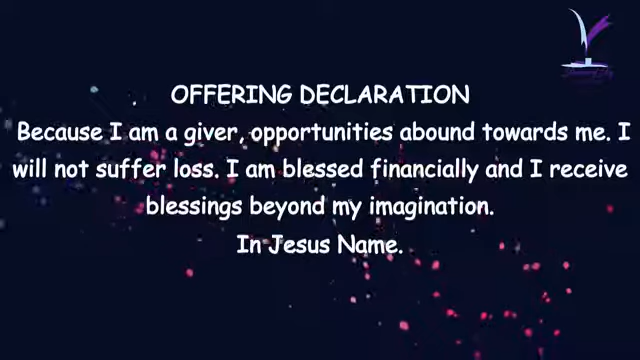 OFFERING DECLARATION
Because I am a giver, opportunities abound towards me. I
will not suffer loss. I am blessed financially and I receive
blessings beyond my imagination.
In Jesus Name.